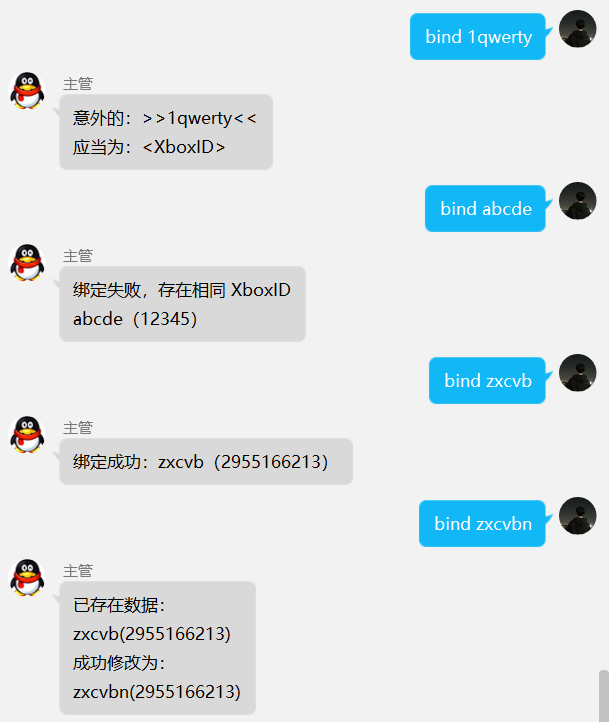 bind 1qwerty
主管
意外的：>>1qwerty<<
应当为：<XboxID>
bind abcde
主管
绑定失败，存在相同 XboxID
abcde（12345）
bind zxcvb
主管
绑定成功：zxcvb（2955166213）
bind zxcvbn
主管
已存在数据：
zxcvb(2955166213)
成功修改为：
zxcvbn(2955166213)